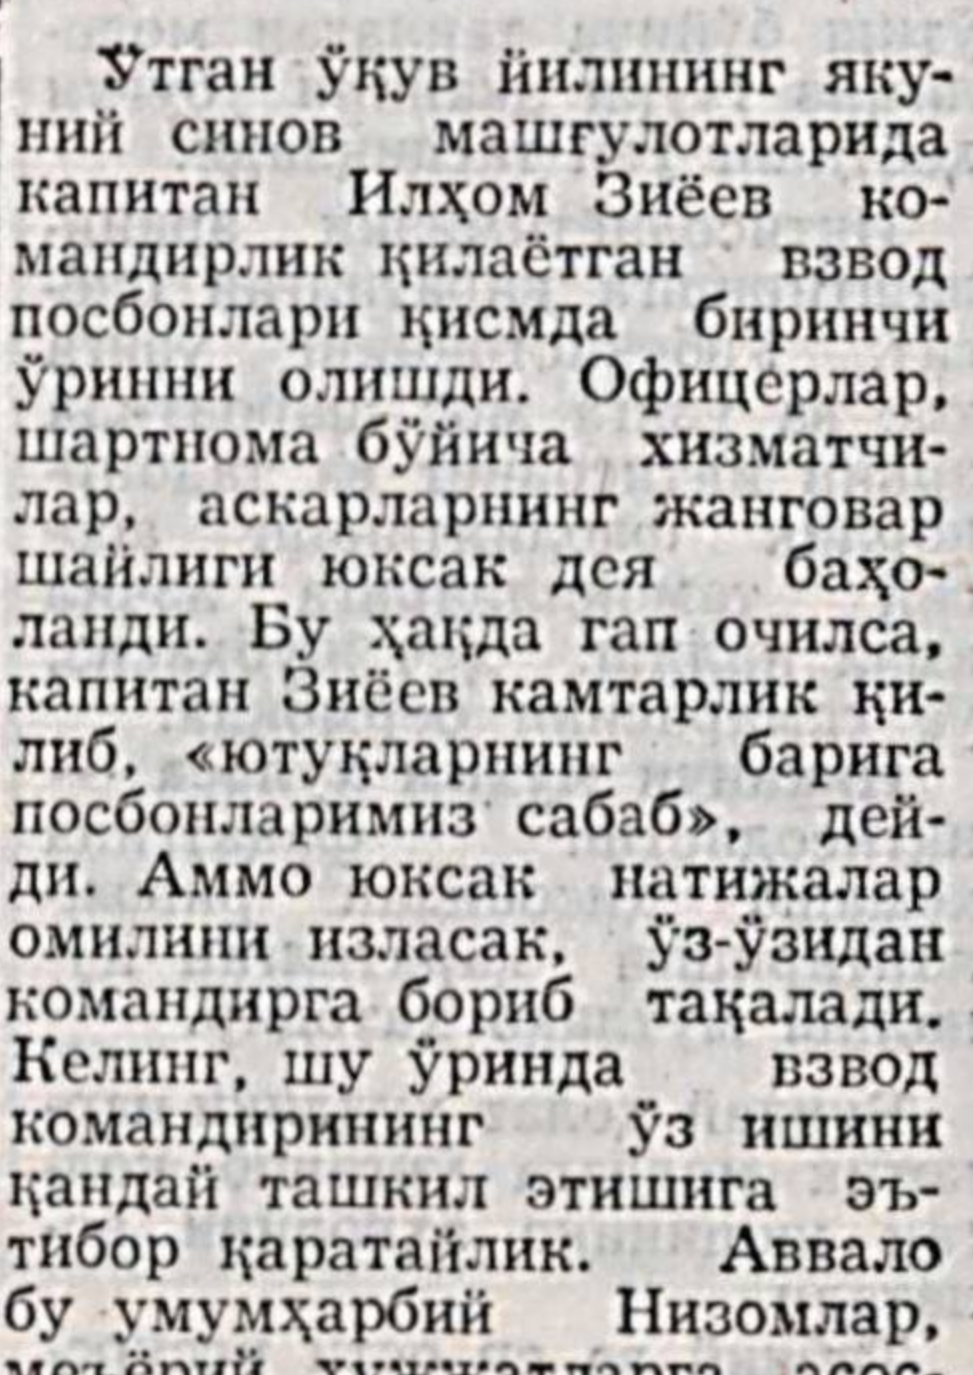 Ўтган ўқув йилининг яку-
ний синов машғулотларида
капитан Илҳом Зиёев ко-
мандирлик қилаётган взвод
посбонлари қисмда биринчи
ўринни олишди. Офицерлар,
шартнома бўйича хизматчи-
лар, аскарларнинг жанговар
шайлиги юксак дея баҳо-
ланди. Бу ҳақда гап очилса,
капитан Зиёев камтарлик қи-
либ, «ютуқларнинг барига
посбонларимиз сабаб», дей-
ди. Аммо юксак натижалар
омилини изласак, ўз-ўзидан
командирга бориб тақалади.
Келинг, шу ўринда взвод
командирининг ўз ишини
қандай ташкил этишига эъ-
тибор қаратайлик. Аввало
бу умумҳарбий Низомлар,
меъёрий ҳужжатларга асос-